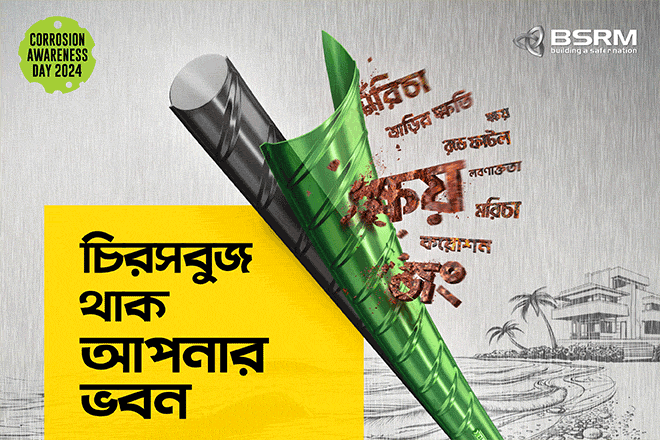 CORROSION
AWARENESS
DAY 2024
BSRM
building a safer nation
মরিচা
বাড়ির ক্ষতি
ক্ষয়
রডে ফাটল
লবণাক্ততা
ক্ষয়
মরিচা
করোশন
জং
চিরসবুজ
থাক
আপনার
ভবন